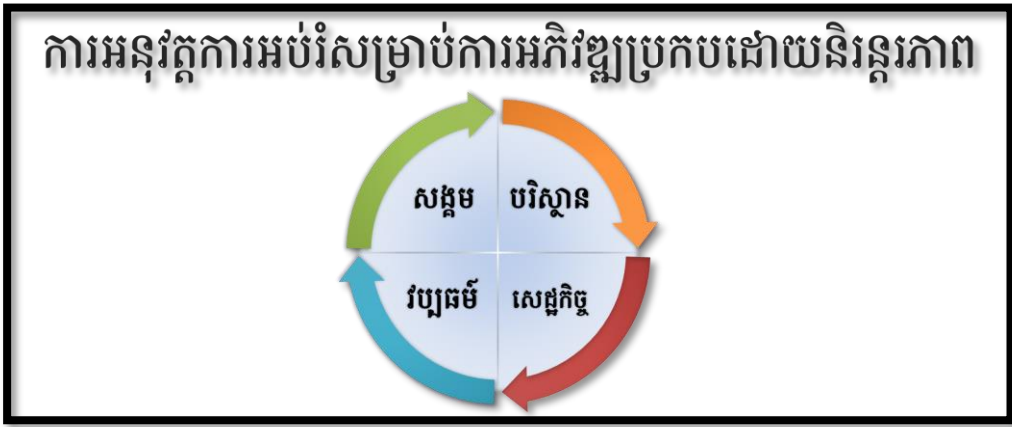 ការអនុវត្តការអប់រំសម្រាប់ការអភិវឌ្ឍប្រកបដោយនិរន្តរភាព
សង្គម
បរិស្ថាន
វប្បធម៌
សេដ្ឋកិច្ច